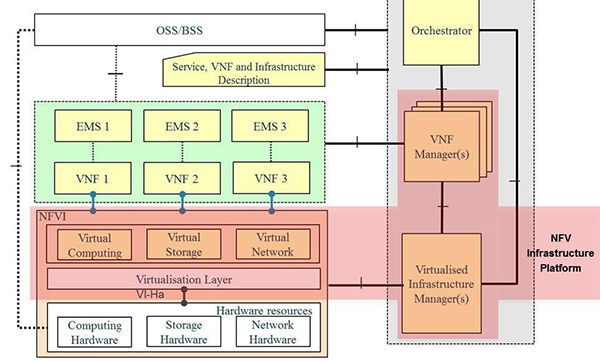 OSS/BSS
Orchestrator
Service, VNF and Infrastructure
Description
EMS 1
EMS 2
EMS 3
VNF
Manager(s)
VNF 1
VNF 2
VNF 3
NFVI
Virtual
Computing
Virtual
Storage
Virtual
Network
Virtualisation Layer
Virtualised
Infrastructure
Manager(s)
NFV
Infrastructure
Platform
VI-Ha
Hardware resources
Computing
Hardware
Storage
Hardware
Network
Hardware